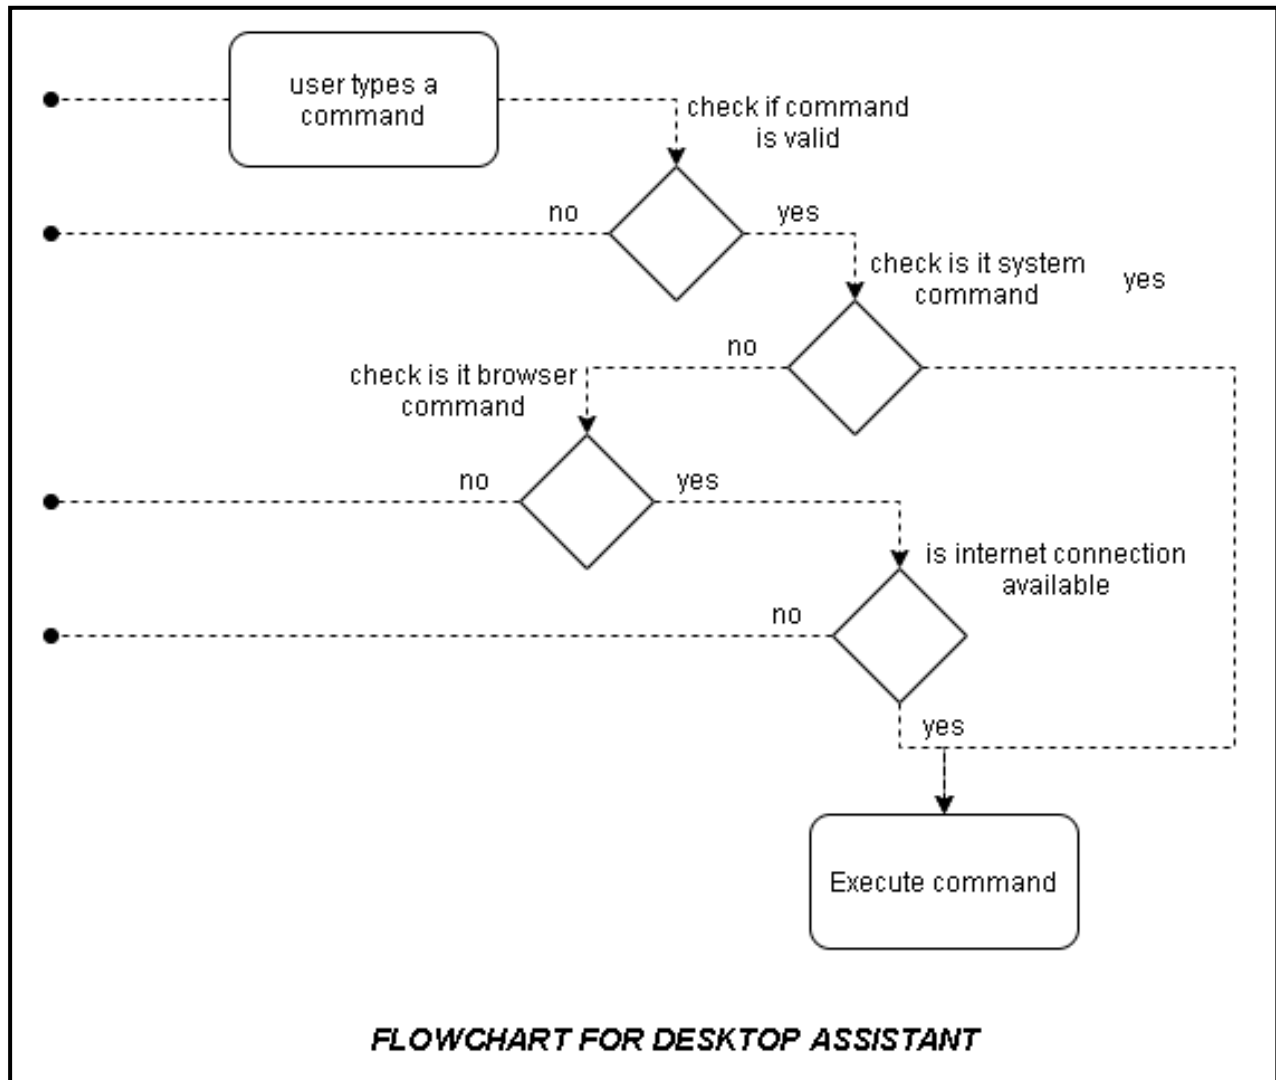 user types a
command
check if command
is valid
no
yes
check is it system
command
yes
no
check is it browser
command
no
yes
is internet connection
available
no
yes
Execute command
FLOWCHART FOR DESKTOP ASSISTANT